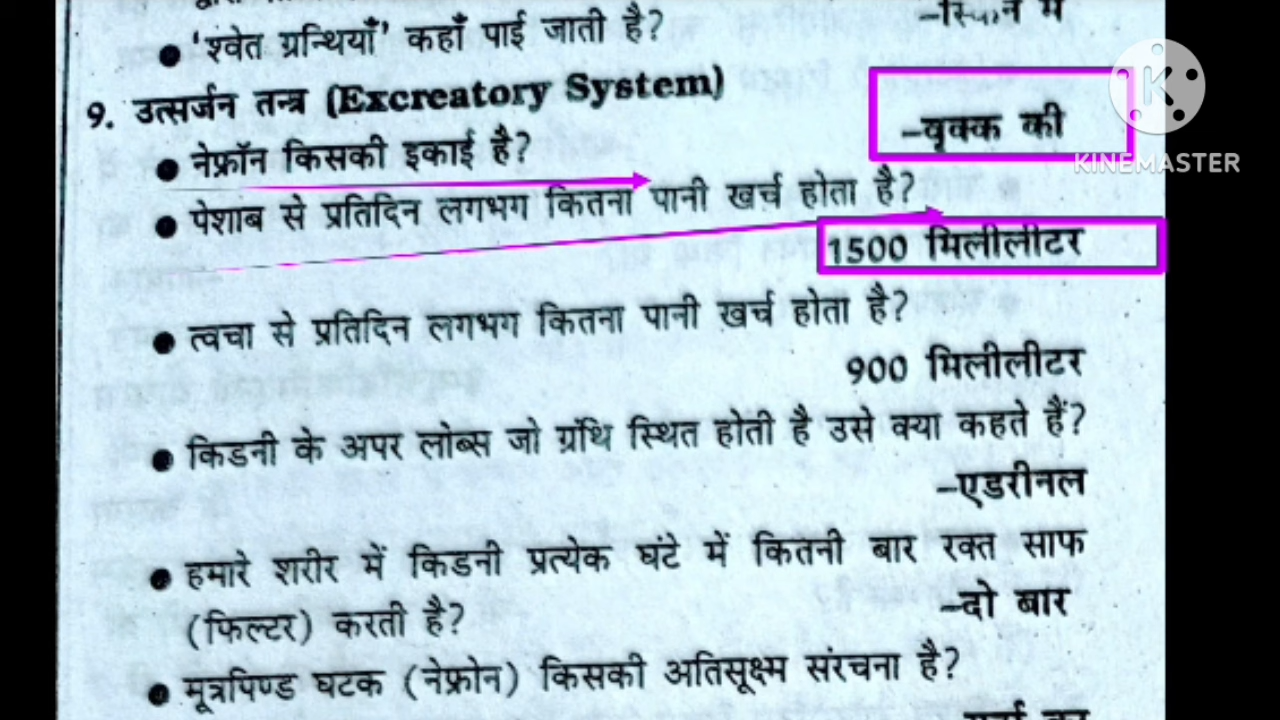 ● 'श्वेत ग्रन्थियाँ' कहाँ पाई जाती है?
9. उत्सर्जन तन्त्र (Excreatory System)
● नेफ्रॉन किसकी इकाई है?
–वृक्क की
KINEMASTER
● पेशाब से प्रतिदिन लगभग कितना पानी खर्च होता है?
1500 मिलीलीटर
● त्वचा से प्रतिदिन लगभग कितना पानी खर्च होता है?
900 मिलीलीटर
● किडनी के अपर लोब्स जो ग्रंथि स्थित होती है उसे क्या कहते हैं?
–एडरीनल
● हमारे शरीर में किडनी प्रत्येक घंटे में कितनी बार रक्त साफ
(फिल्टर) करती है?
–दो बार
● मूत्रपिण्ड घटक (नेफ्रोन) किसकी अतिसूक्ष्म संरचना है?